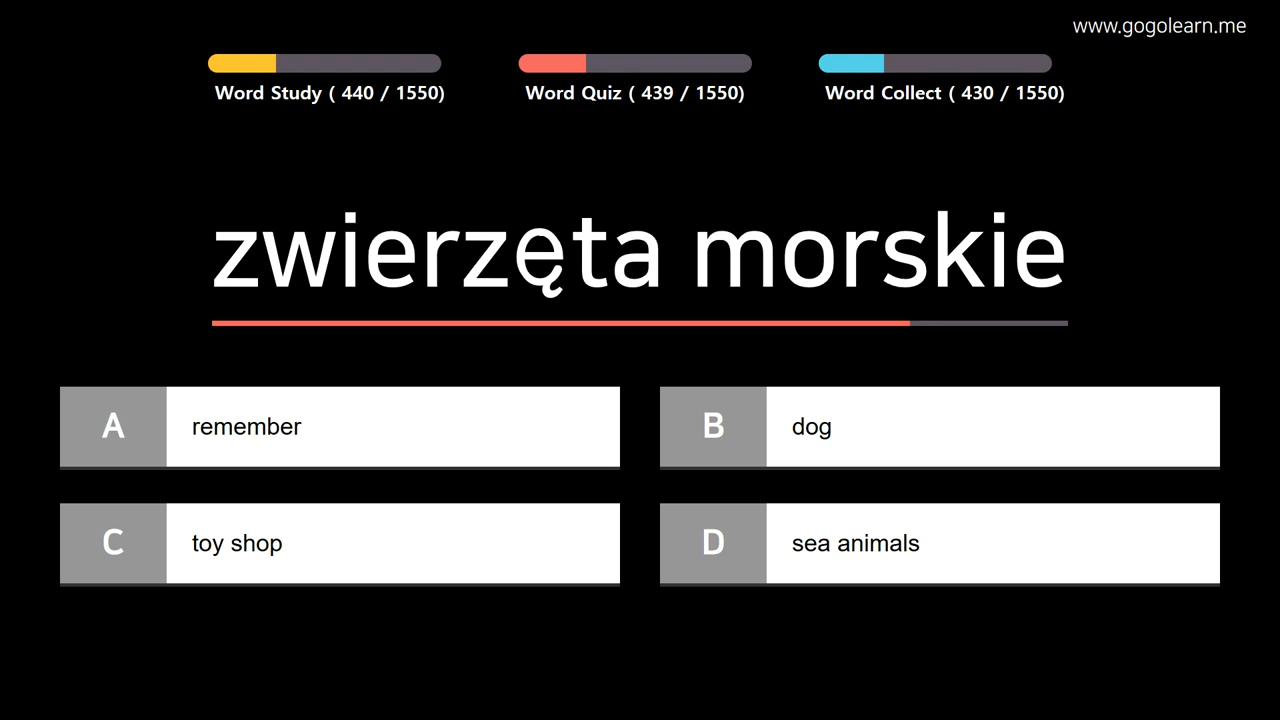 www.gogolearn.me
Word Study ( 440 / 1550)
Word Quiz ( 439 / 1550)
Word Collect ( 430 / 1550)
zwierzęta morskie
A remember
B dog
C toy shop
D sea animals